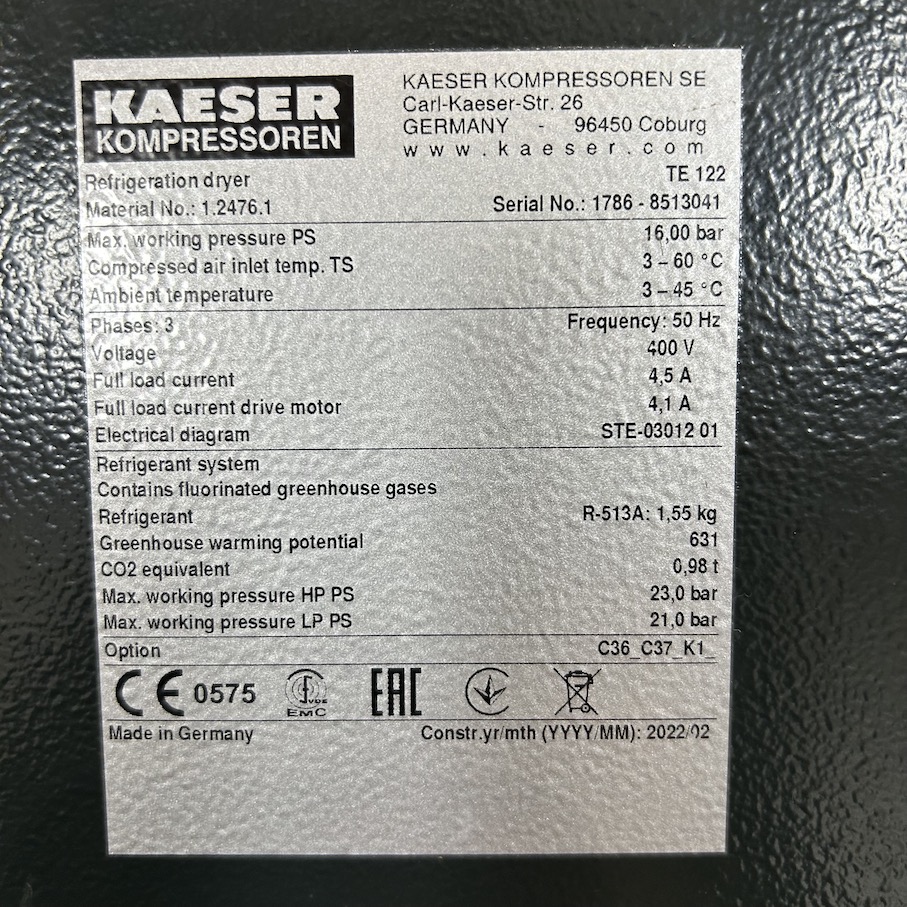 KAESER
KOMPRESSOREN
KAESER KOMPRESSOREN SE
Carl-Kaeser-Str. 26
GERMANY - 96450 Coburg
www.kaeser.com
Refrigeration dryer TE 122
Material No.: 1.2476.1 Serial No.: 1786 - 8513041
Max. working pressure PS 16,00 bar
Compressed air inlet temp. TS 3 – 60 °C
Ambient temperature 3 – 45 °C
Phases: 3 Frequency: 50 Hz
Voltage 400 V
Full load current 4,5 A
Full load current drive motor 4,1 A
Electrical diagram STE-03012 01
Refrigerant system
Contains fluorinated greenhouse gases
Refrigerant R-513A: 1,55 kg
Greenhouse warming potential 631
CO2 equivalent 0,98 t
Max. working pressure HP PS 23,0 bar
Max. working pressure LP PS 21,0 bar
Option C36_C37_K1_
CE 0575 VDE EMC EAC
Made in Germany Constr.yr/mth (YYYY/MM): 2022/02